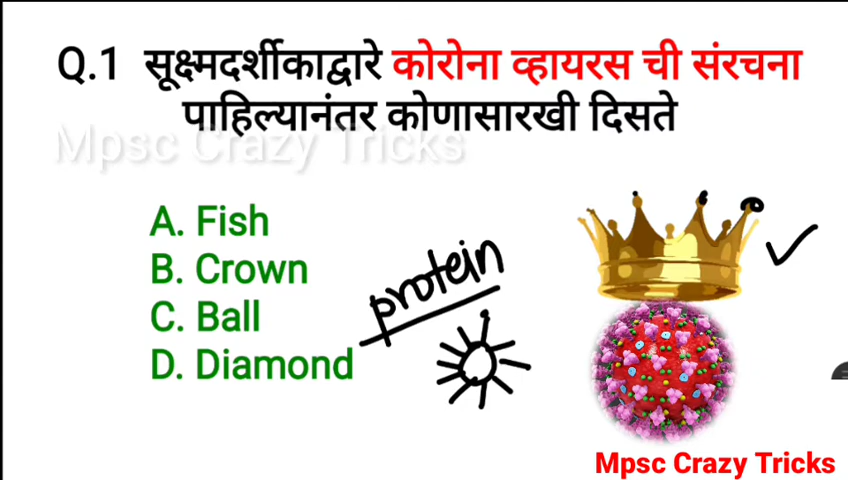 Q.1 सूक्ष्मदर्शीकाद्वारे कोरोना व्हायरस ची संरचना
पाहिल्यानंतर कोणासारखी दिसते
Mpsc Crazy Tricks
A. Fish
B. Crown
C. Ball
D. Diamond
protein
Mpsc Crazy Tricks